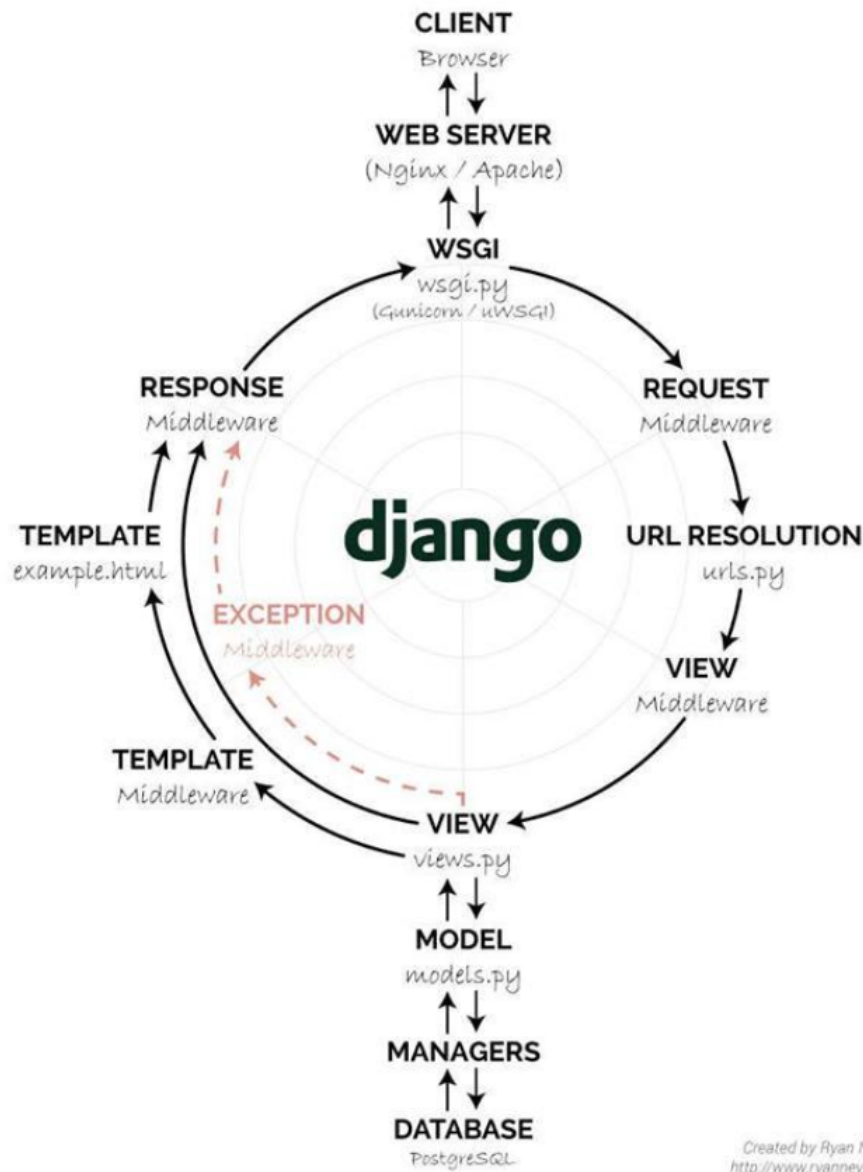 CLIENT
Browser
WEB SERVER
(Nginx / Apache)
WSGI
wsgi.py
(Gunicorn / uWSGI)
RESPONSE
Middleware
REQUEST
Middleware
TEMPLATE
example.html
django
URL RESOLUTION
urls.py
EXCEPTION
Middleware
VIEW
Middleware
TEMPLATE
Middleware
VIEW
views.py
MODEL
models.py
MANAGERS
DATABASE
PostgreSQL
Created by Ryan